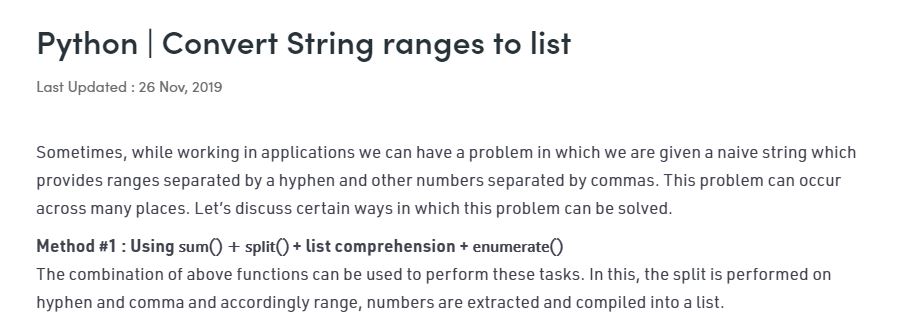 Python | Convert String ranges to list
Last Updated : 26 Nov, 2019
Sometimes, while working in applications we can have a problem in which we are given a naive string which
provides ranges separated by a hyphen and other numbers separated by commas. This problem can occur
across many places. Let’s discuss certain ways in which this problem can be solved.
Method #1 : Using sum() + split() + list comprehension + enumerate()
The combination of above functions can be used to perform these tasks. In this, the split is performed on
hyphen and comma and accordingly range, numbers are extracted and compiled into a list.